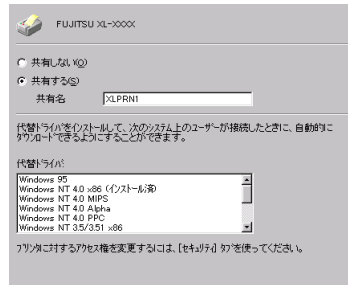 FUJITSU XL-XXXX
共有しない(O)
共有する(S)
共有名
XLPRN1
代替ドライバをインストールして、次のシステム上のユーザーが接続したときに、自動的に
ダウンロードできるようにすることができます。
代替ドライバ:
Windows 95
Windows NT 4.0 x86 (インストール済)
Windows NT 4.0 MIPS
Windows NT 4.0 Alpha
Windows NT 4.0 PPC
Windows NT 3.5/3.51 x86
プリンタに対するアクセス権を変更するには、[セキュリティ] タブを使ってください。